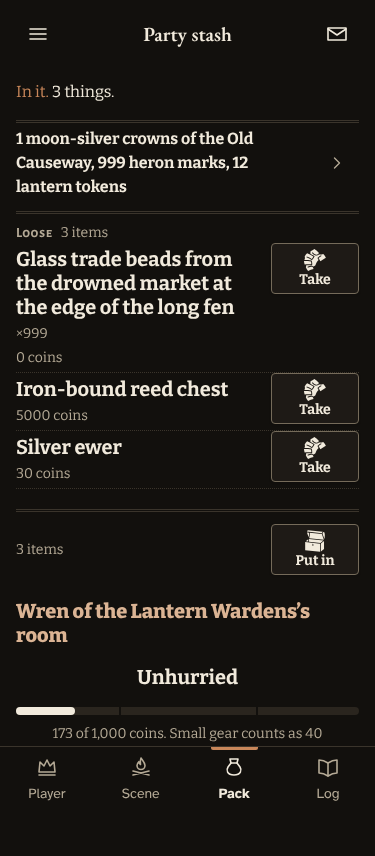 Party stash
In it. 3 things.
1 moon-silver crowns of the Old
Causeway, 999 heron marks, 12
lantern tokens
LOOSE 3 items
Glass trade beads from
the drowned market at
the edge of the long fen
×999
0 coins
Take
Iron-bound reed chest
5000 coins
Take
Silver ewer
30 coins
Take
3 items
Put in
Wren of the Lantern Wardens’s
room
Unhurried
173 of 1,000 coins. Small gear counts as 40
Player
Scene
Pack
Log